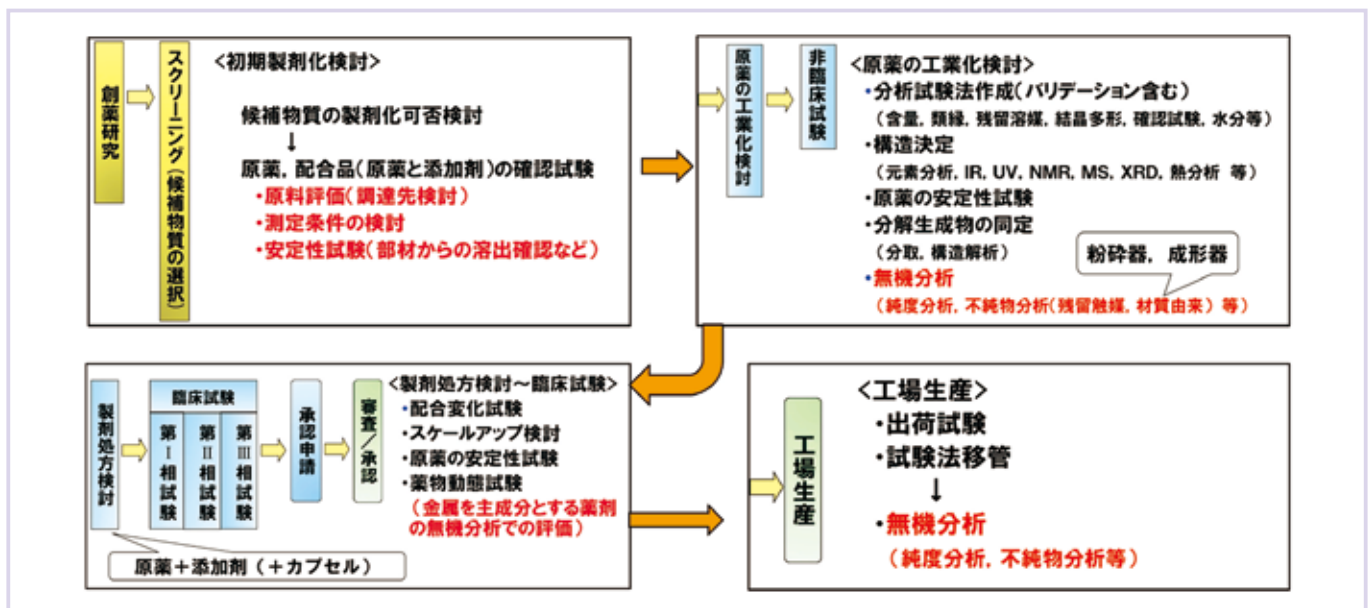 創薬研究
スクリーニング(候補物質の選択)
<初期製剤化検討>
候補物質の製剤化可否検討
↓
原薬，配合品(原薬と添加剤)の確認試験
・原料評価(調達先検討)
・測定条件の検討
・安定性試験(部材からの溶出確認など)
原薬の工業化検討
非臨床試験
<原薬の工業化検討>
・分析試験法作成(バリデーション含む)
(含量，類縁，残留溶媒，結晶多形，確認試験，水分等)
・構造決定
(元素分析，IR，UV，NMR，MS，XRD，熱分析 等)
・原薬の安定性試験
・分解生成物の同定
(分取，構造解析)
粉砕器，成形器
・無機分析
(純度分析，不純物分析(残留触媒，材質由来) 等)
製剤処方検討
臨床試験
第Ⅰ相試験
第Ⅱ相試験
第Ⅲ相試験
承認申請
審査/承認
<製剤処方検討～臨床試験>
・配合変化試験
・スケールアップ検討
・原薬の安定性試験
・薬物動態試験
(金属を主成分とする薬剤
の無機分析での評価)
原薬+添加剤 (+カプセル)
工場生産
<工場生産>
・出荷試験
・試験法移管
↓
・無機分析
(純度分析，不純物分析等)